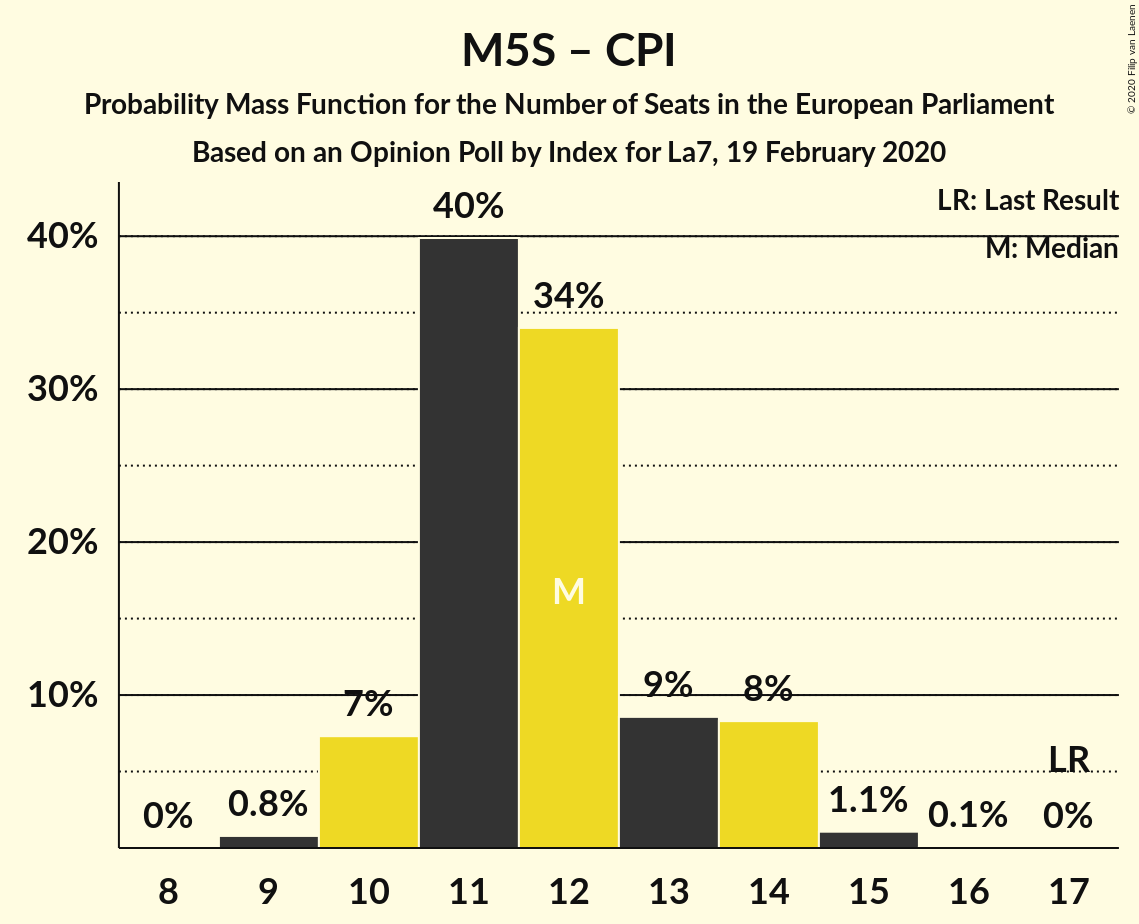 M5S – CPI
Probability Mass Function for the Number of Seats in the European Parliament
Based on an Opinion Poll by Index for La7, 19 February 2020
© 2020 Filip van Laenen
LR: Last Result
M: Median
40%
30%
20%
10%
0%
0.8%
7%
40%
34%
M
9%
8%
1.1%
0.1%
LR
0%
8 9 10 11 12 13 14 15 16 17